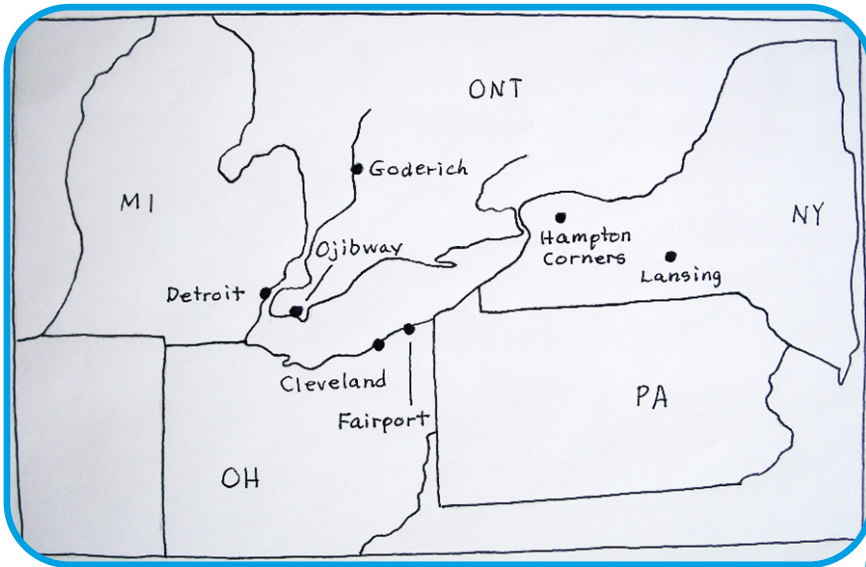 ONT
Goderich
MI
NY
Hampton
Corners
Ojibway
Lansing
Detroit
Cleveland
PA
Fairport
OH